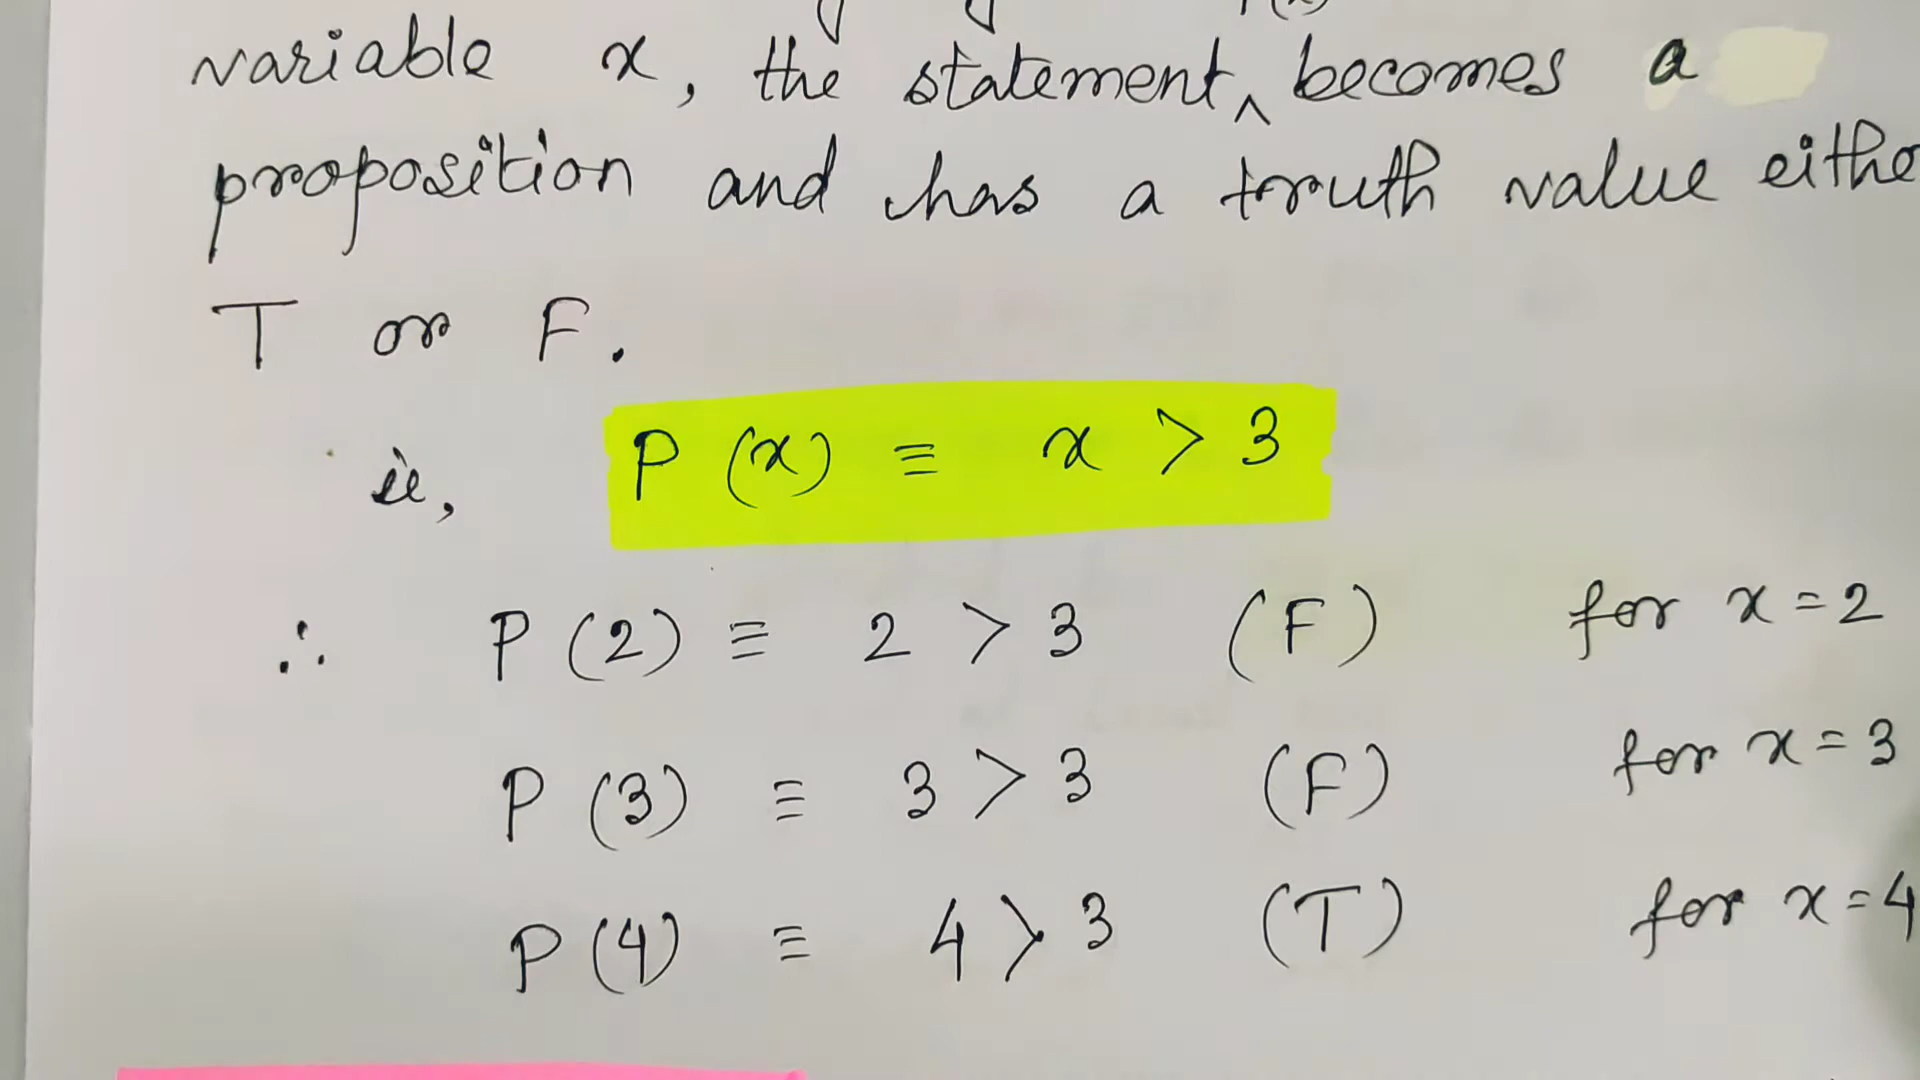 P(x)
variable x, the statement ^ becomes a
proposition and has a truth value eithe
T or F.
ie, P (x) ≡ x > 3
∴ P (2) ≡ 2 > 3 (F) for x = 2
P (3) ≡ 3 > 3 (F) for x = 3
P (4) ≡ 4 > 3 (T) for x = 4